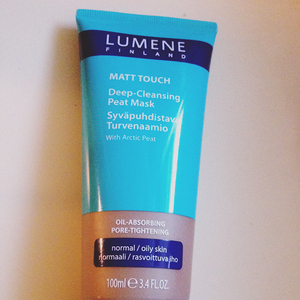 LUMENE
FINLAND
MATT TOUCH
Deep-Cleansing
Peat Mask
Syväpuhdistava
Turvenaamio
With Arctic Peat
OIL-ABSORBING
PORE-TIGHTENING
normal / oily skin
normaali / rasvoittuva iho
100ml e 3.4 FL.OZ.